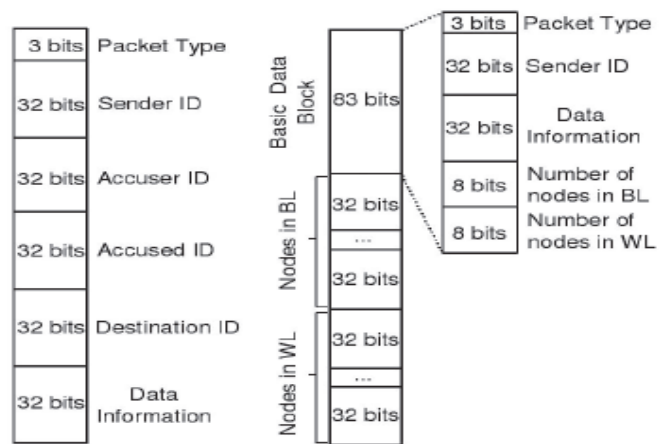 3 bits Packet Type
32 bits Sender ID
32 bits Accuser ID
32 bits Accused ID
32 bits Destination ID
32 bits Data
Information
Basic Data
Block
83 bits
Nodes in BL
32 bits
...
32 bits
Nodes in WL
32 bits
...
32 bits
3 bits Packet Type
32 bits Sender ID
32 bits Data
Information
8 bits Number of
nodes in BL
8 bits Number of
nodes in WL